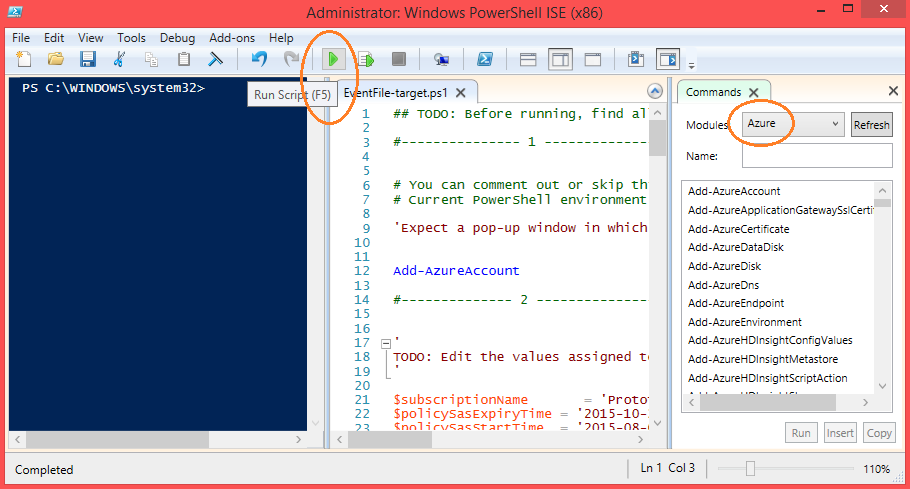 Administrator: Windows PowerShell ISE (x86)
File Edit View Tools Debug Add-ons Help
Run Script (F5)
PS C:\WINDOWS\system32>
EventFile-target.ps1
1 ## TODO: Before running, find al
2
3 #--------------- 1 --------------
4
5
6 # You can comment out or skip th
7 # Current PowerShell environment
8
9 'Expect a pop-up window in which
10
11
12 Add-AzureAccount
13
14 #-------------- 2 ---------------
15
16
17 '
18 TODO: Edit the values assigned to
19 '
20
21 $subscriptionName = 'Proto
22 $policySasExpiryTime = '2015-10-
23 $policySasStartTime = '2015-08-
Commands
Modules: Azure Refresh
Name:
Add-AzureAccount
Add-AzureApplicationGatewaySslCerti
Add-AzureCertificate
Add-AzureDataDisk
Add-AzureDisk
Add-AzureDns
Add-AzureEndpoint
Add-AzureEnvironment
Add-AzureHDInsightConfigValues
Add-AzureHDInsightMetastore
Add-AzureHDInsightScriptAction
Run Insert Copy
Completed
Ln 1 Col 3
110%